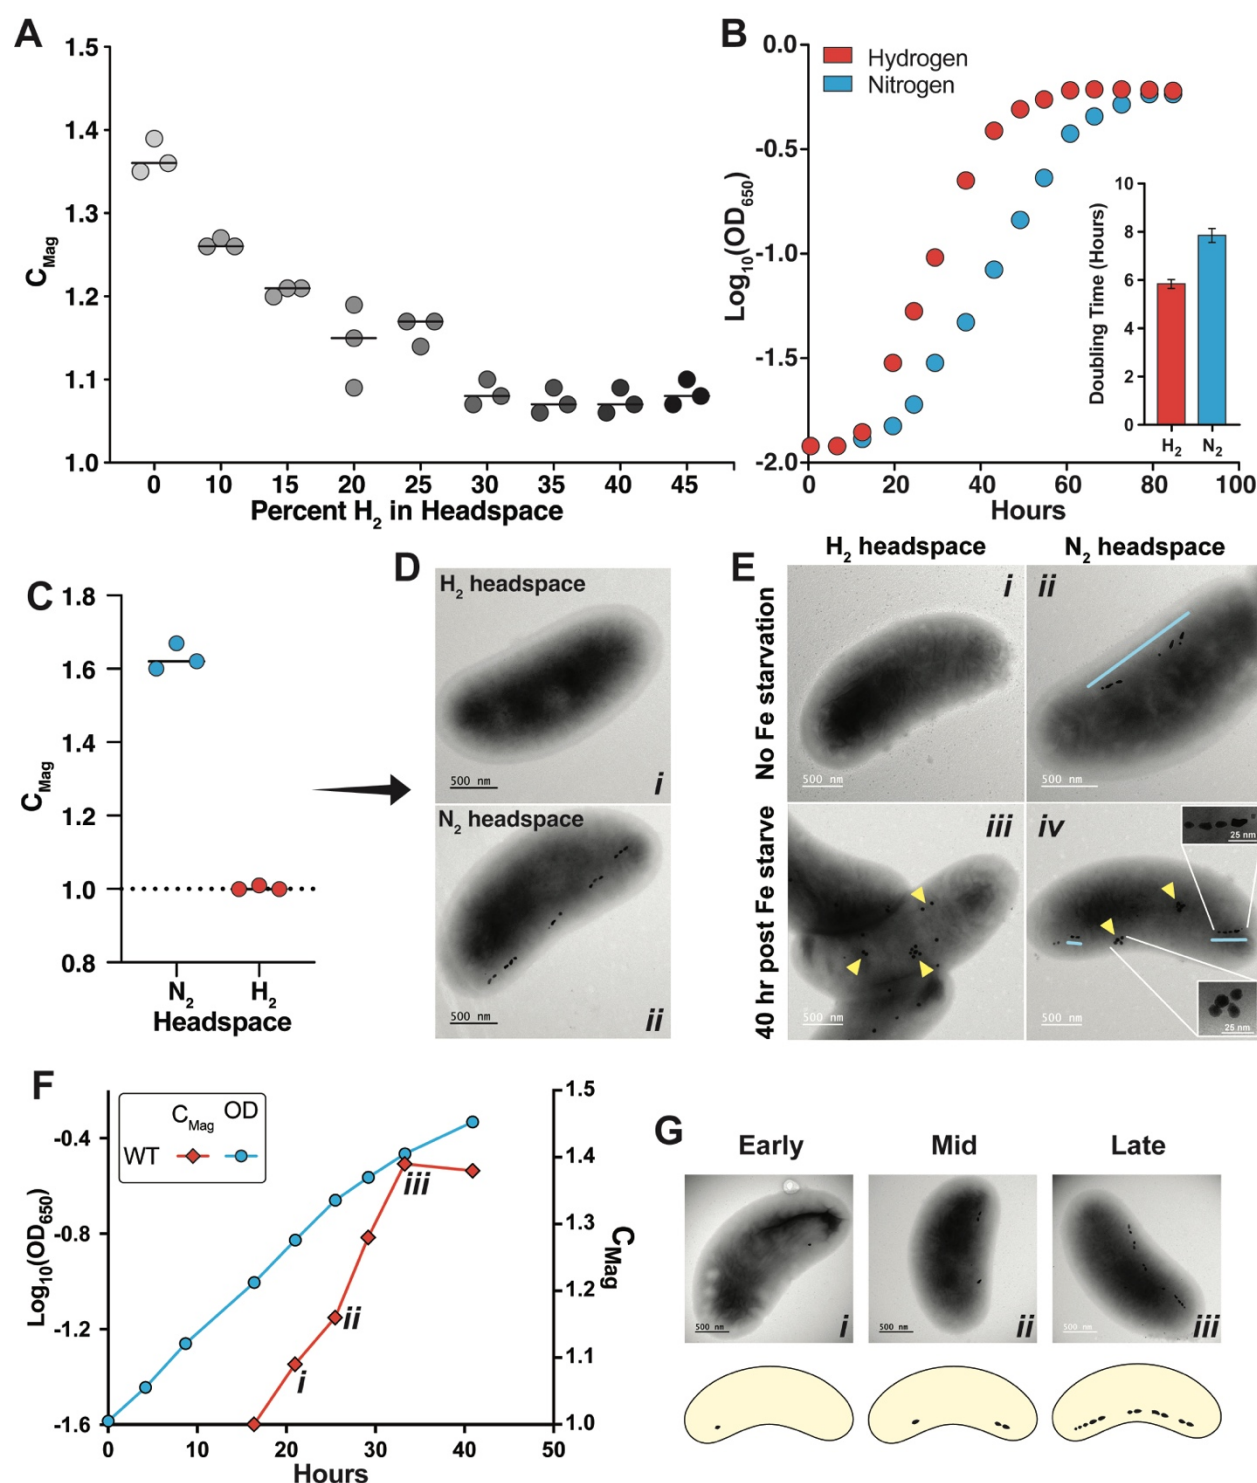 A
1.5
1.4
1.3
1.2
1.1
1.0
C_Mag
0 10 15 20 25 30 35 40 45
Percent H₂ in Headspace
B
Hydrogen
Nitrogen
0.0
-0.5
-1.0
-1.5
-2.0
Log₁₀(OD₆₅₀)
0 20 40 60 80 100
Hours
10
8
6
4
2
0
Doubling Time (Hours)
H₂ N₂
C
1.8
1.6
1.4
1.2
1.0
0.8
C_Mag
N₂ H₂
Headspace
D
H₂ headspace
500 nm
i
N₂ headspace
500 nm
ii
E
H₂ headspace N₂ headspace
No Fe starvation
i
500 nm
ii
500 nm
40 hr post Fe starve
iii
500 nm
iv
25 nm
25 nm
500 nm
F
C_Mag OD
WT
-0.4
-0.8
-1.2
-1.6
Log₁₀(OD₆₅₀)
i
ii
iii
1.5
1.4
1.3
1.2
1.1
1.0
C_Mag
0 10 20 30 40 50
Hours
G
Early Mid Late
500 nm
i
500 nm
ii
500 nm
iii